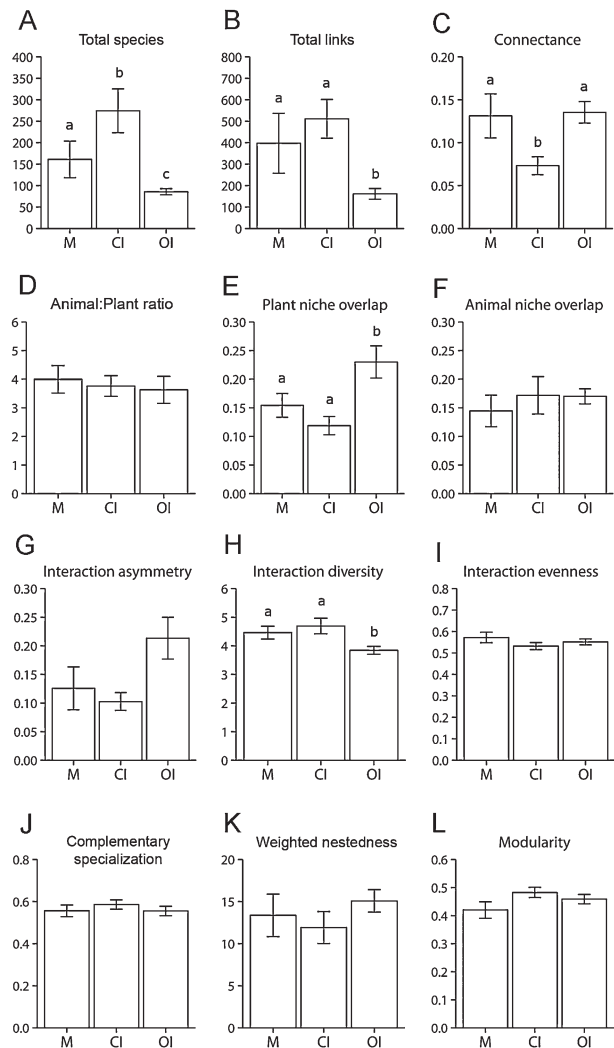 A
Total species
400
350
300
250
200
150
100
50
0
a
b
c
M CI OI
B
Total links
800
700
600
500
400
300
200
100
0
a
a
b
M CI OI
C
Connectance
0.20
0.15
0.10
0.05
0.00
a
b
a
M CI OI
D
Animal:Plant ratio
6
5
4
3
2
1
0
M CI OI
E
Plant niche overlap
0.30
0.25
0.20
0.15
0.10
0.05
0.00
a
a
b
M CI OI
F
Animal niche overlap
0.30
0.25
0.20
0.15
0.10
0.05
0.00
M CI OI
G
Interaction asymmetry
0.30
0.25
0.20
0.15
0.10
0.05
0.00
M CI OI
H
Interaction diversity
6
5
4
3
2
1
0
a
a
b
M CI OI
I
Interaction evenness
0.8
0.7
0.6
0.5
0.4
0.3
0.2
0.1
0.0
M CI OI
J
Complementary
specialization
0.8
0.6
0.4
0.2
0.0
M CI OI
K
Weighted nestedness
20
15
10
5
0
M CI OI
L
Modularity
0.6
0.5
0.4
0.3
0.2
0.1
0.0
M CI OI